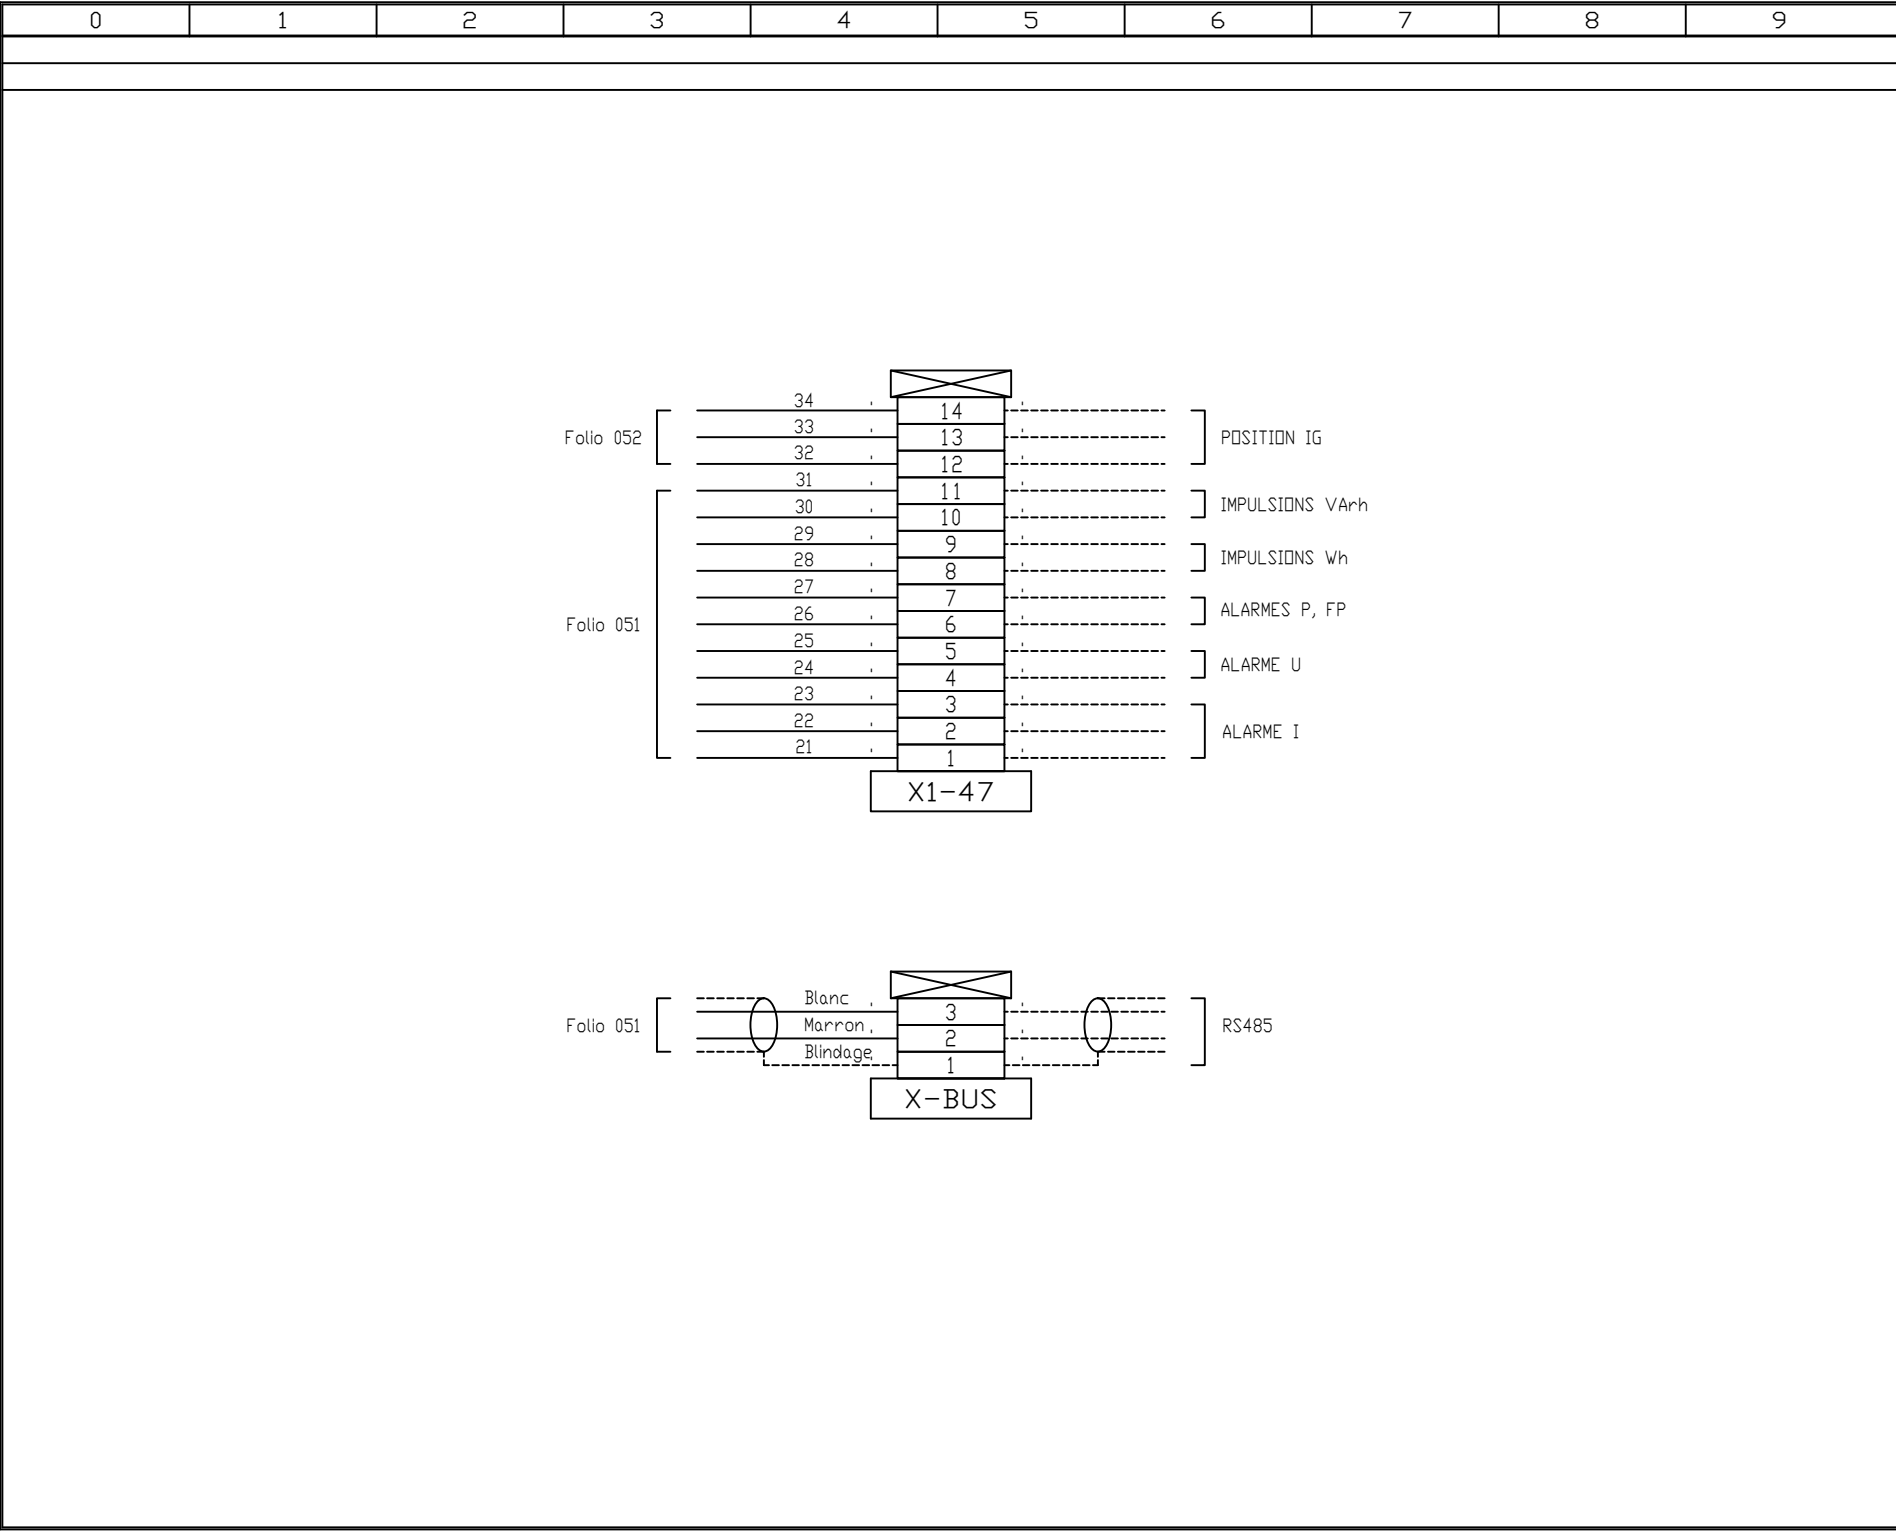 0 1 2 3 4 5 6 7 8 9
34 14
Folio 052 33 13 POSITION IG
32 12
31 11
IMPULSIONS VArh
30 10
29 9
IMPULSIONS Wh
28 8
27 7
ALARMES P, FP
26 6
Folio 051
25 5
ALARME U
24 4
23 3
22 2 ALARME I
21 1
X1-47
Blanc 3
Folio 051 Marron 2 RS485
Blindage 1
X-BUS